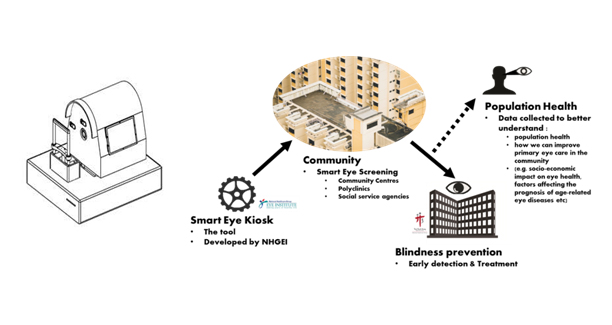 Smart Eye Kiosk
• The tool
• Developed by NHGEI
Community
• Smart Eye Screening
• Community Centres
• Polyclinics
• Social service agencies
Population Health
• Data collected to better
understand :
• population health
• how we can improve
primary eye care in the
community
• (e.g. socio-economic
impact on eye health,
factors affecting the
prognosis of age-related
eye diseases etc)
Blindness prevention
• Early detection & Treatment
EYE INSTITUTE